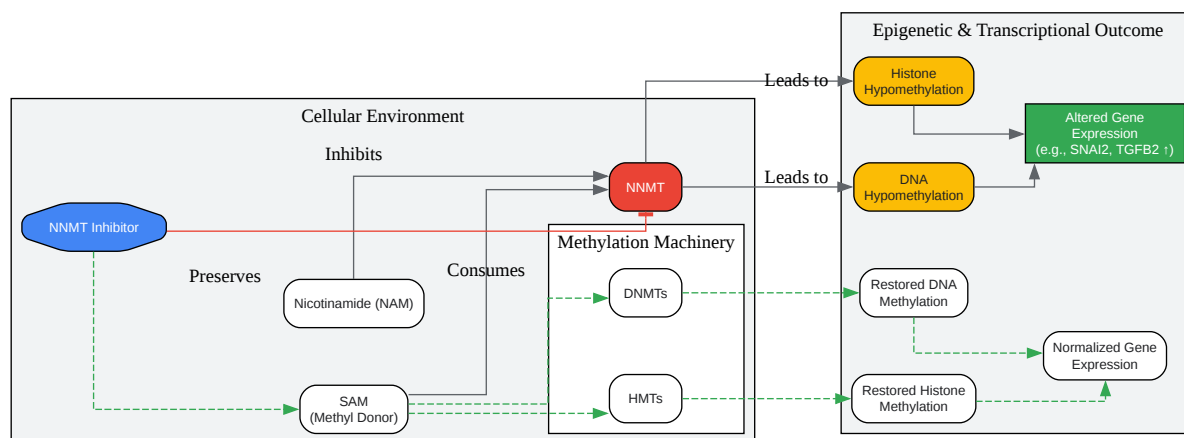 Epigenetic & Transcriptional Outcome
Leads to
Histone
Hypomethylation
Cellular Environment
Altered Gene
Expression
(e.g., SNAI2, TGFB2 ↑)
Inhibits
NNMT
Leads to
DNA
Hypomethylation
NNMT Inhibitor
Methylation Machinery
Preserves
Consumes
Nicotinamide (NAM)
DNMTs
Restored DNA
Methylation
Normalized Gene
Expression
SAM
(Methyl Donor)
HMTs
Restored Histone
Methylation